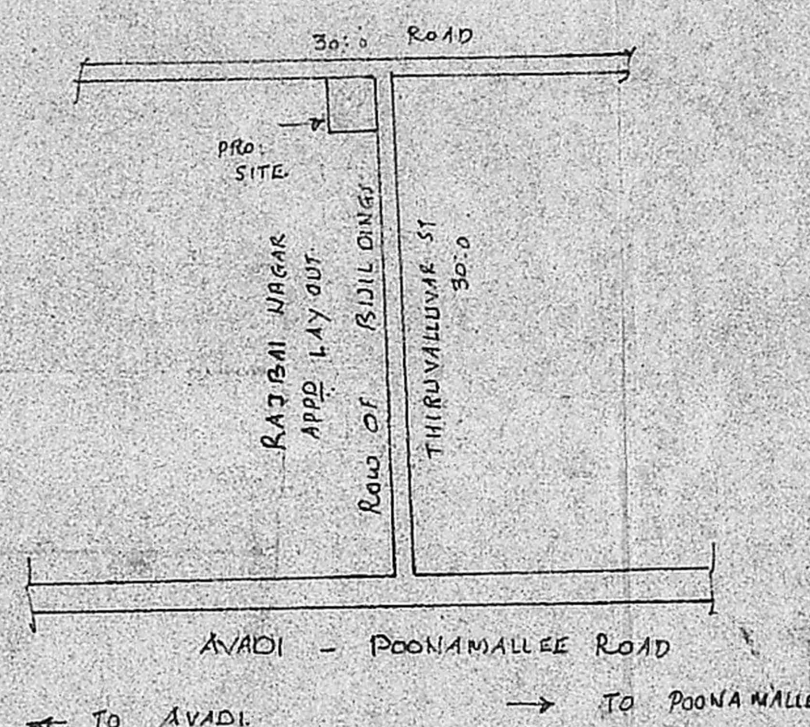 30:0 ROAD
PRO:
SITE.
RAJBAI NAGAR
APPD LAYOUT.
ROW OF BUILDINGS
THIRUVALLUVAR ST
30:0
AVADI - POONAMALLEE ROAD
← TO AVADI.
→ TO POONAMALLE